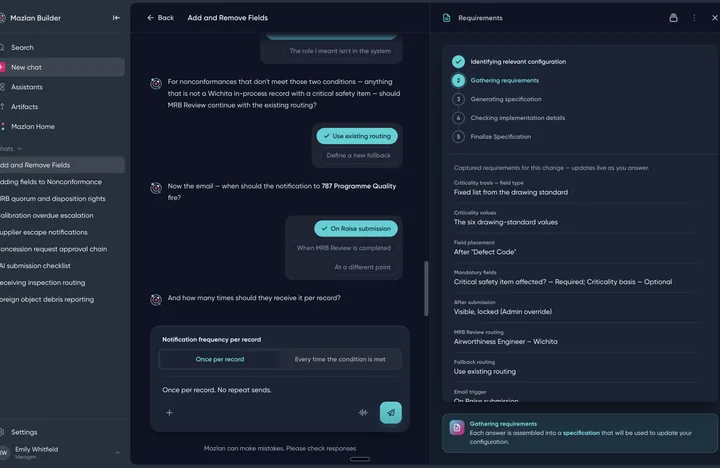 Mazlan Builder
Search
New chat
Assistants
Artifacts
Mazlan Home
hats
dd and Remove Fields
dding fields to Nonconformance
RB quorum and disposition rights
alibration overdue escalation
upplier escape notifications
oncession request approval chain
AI submission checklist
eceiving inspection routing
oreign object debris reporting
Settings
EW
Emily Whitfield
Back
Add and Remove Fields
The role I meant isn't in the system
For nonconformances that don't meet those two conditions — anything
that is not a Wichita in-process record with a critical safety item — should
MRB Review continue with the existing routing?
Use existing routing
Define a new fallback
Now the email — when should the notification to 787 Programme Quality
fire?
On Raise submission
When MRB Review is completed
At a different point
And how many times should they receive it per record?
Notification frequency per record
Once per record
Every time the condition is met
Once per record. No repeat sends.
Mazlan can make mistakes. Please check responses
Requirements
Identifying relevant configuration
2 Gathering requirements
3 Generating specification
4 Checking implementation details
5 Finalize Specification
Captured requirements for this change — updates live as you answer.
Criticality basis — field type
Fixed list from the drawing standard
Criticality values
The six drawing-standard values
Field placement
After "Defect Code"
Mandatory fields
Critical safety item affected? — Required; Criticality basis — Optional
After submission
Visible, locked (Admin override)
MRB Review routing
Airworthiness Engineer – Wichita
Fallback routing
Use existing routing
Email trigger
On Raise submission
Gathering requirements
Each answer is assembled into a specification that will be used to update your
configuration.